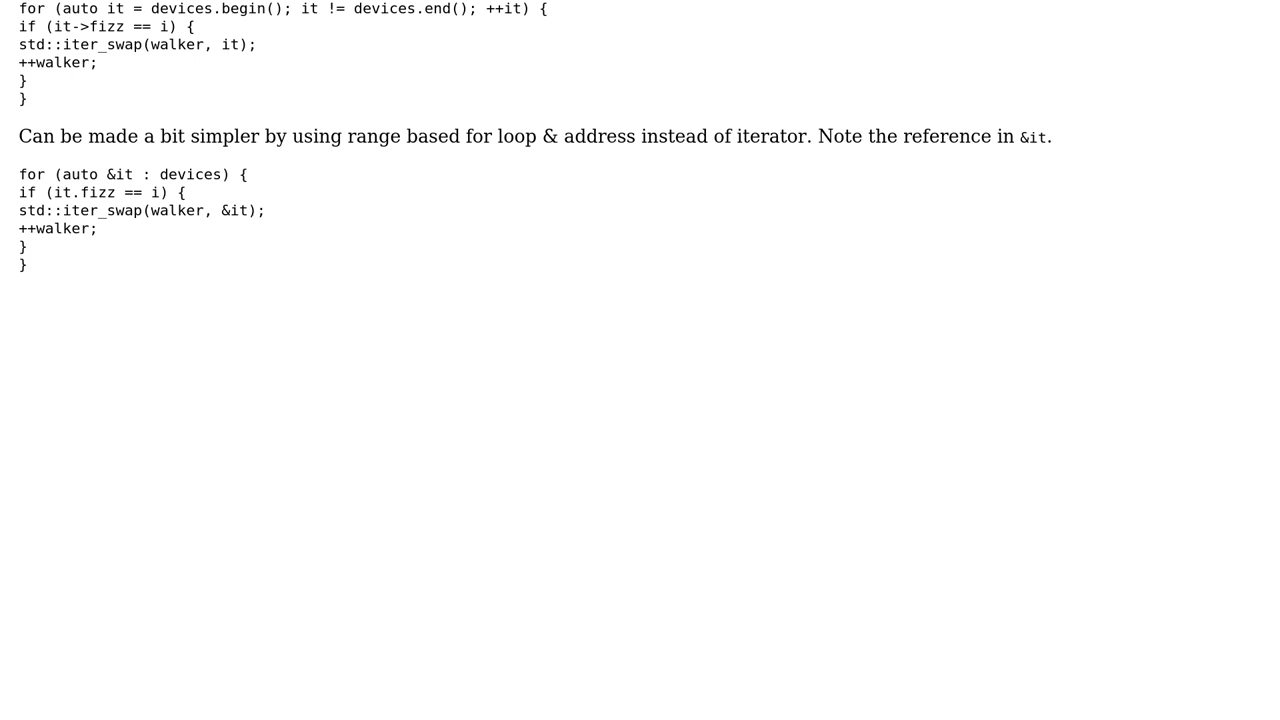 for (auto it = devices.begin(); it != devices.end(); ++it) {
if (it->fizz == i) {
std::iter_swap(walker, it);
++walker;
}
}
Can be made a bit simpler by using range based for loop & address instead of iterator. Note the reference in &it.
for (auto &it : devices) {
if (it.fizz == i) {
std::iter_swap(walker, &it);
++walker;
}
}